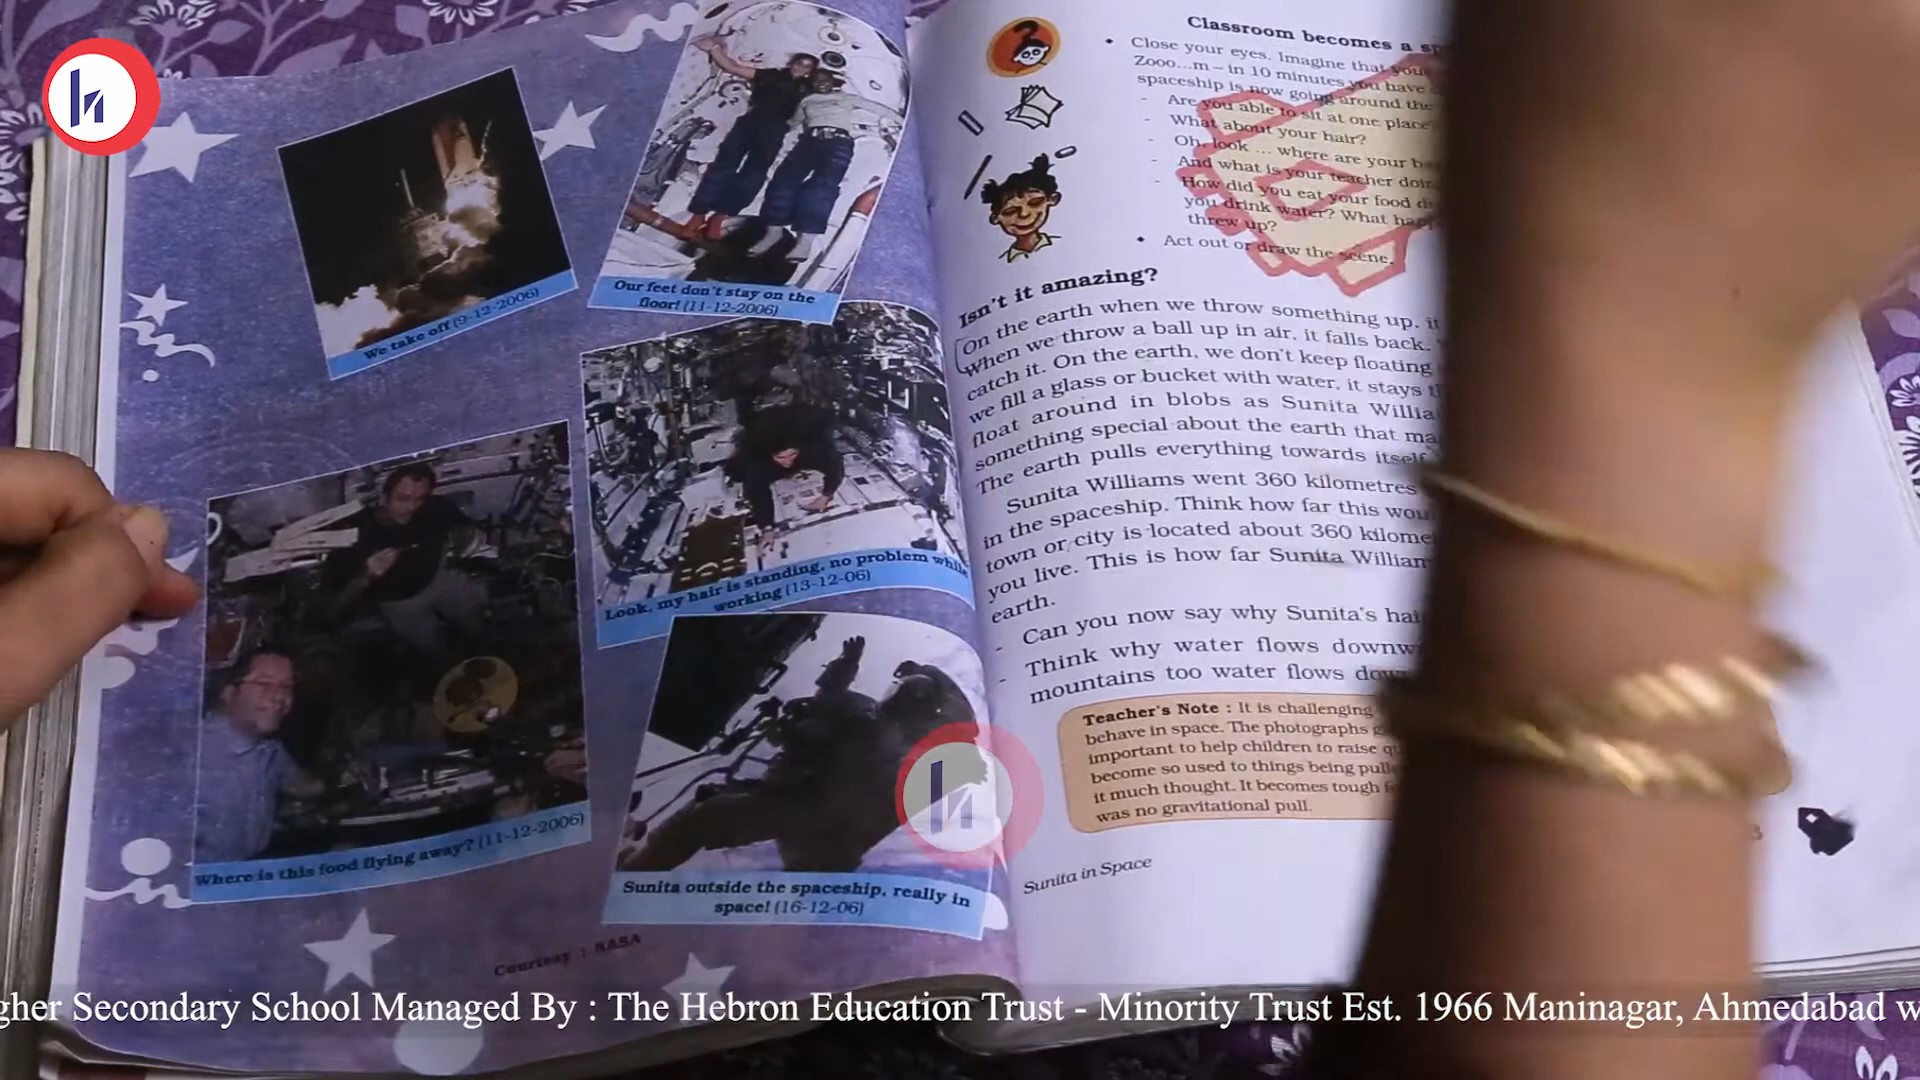 We take off (9-12-2006)
Our feet don't stay on the
floor! (11-12-2006)
Look, my hair is standing, no problem while
working (13-12-06)
Where is this food flying away? (11-12-2006)
Sunita outside the spaceship, really in
space! (16-12-06)
Courtesy : NASA
Classroom becomes a
Close your eyes. Imagine that
Zooo...m – in 10 minutes you have
spaceship is now going around the
- Are you able to sit at one place
- What about your hair?
- Oh, look ... where are your
- And what is your teacher
- How did you eat your food
you drink water? What
threw up?
Act out or draw the scene.
Isn't it amazing?
On the earth when we throw something up, it
When we throw a ball up in air, it falls back.
catch it. On the earth, we don't keep floating
we fill a glass or bucket with water, it stays
float around in blobs as Sunita
something special about the earth that
The earth pulls everything towards itself
Sunita Williams went 360 kilometres
in the spaceship. Think how far this
town or city is located about 360
you live. This is how far Sunita
earth.
- Can you now say why Sunita's
- Think why water flows
mountains too water flows
Teacher's Note : It is challenging
behave in space. The photographs
important to help children to raise
become so used to things being
it much thought. It becomes tough
was no gravitational pull.
Sunita in Space
Secondary School Managed By : The Hebron Education Trust - Minority Trust Est. 1966 Maninagar, Ahmedabad